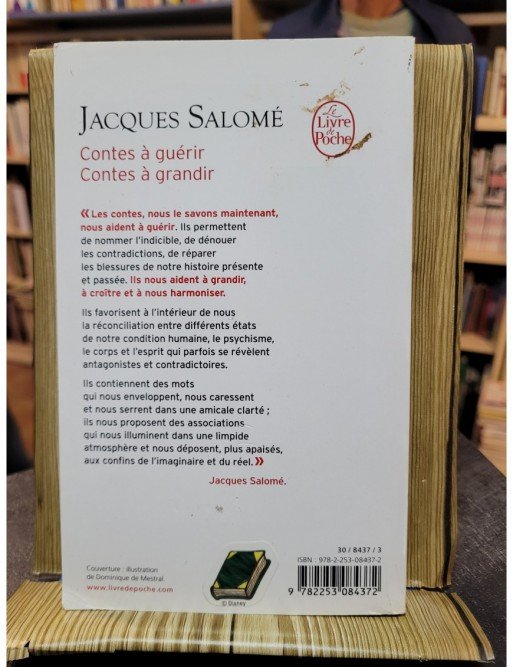 JACQUES SALOMÉ
Le
Livre
de
Poche
Contes à guérir
Contes à grandir
« Les contes, nous le savons maintenant,
nous aident à guérir. Ils permettent
de nommer l'indicible, de dénouer
les contradictions, de réparer
les blessures de notre histoire présente
et passée. Ils nous aident à grandir,
à croître et à nous harmoniser.
Ils favorisent à l'intérieur de nous
la réconciliation entre différents états
de notre condition humaine, le psychisme,
le corps et l'esprit qui parfois se révèlent
antagonistes et contradictoires.
Ils contiennent des mots
qui nous enveloppent, nous caressent
et nous serrent dans une amicale clarté ;
ils nous proposent des associations
qui nous illuminent dans une limpide
atmosphère et nous déposent, plus apaisés,
aux confins de l'imaginaire et du réel. »
Jacques Salomé.
30 / 8437 / 3
ISBN : 978-2-253-08437-2
Couverture : illustration
de Dominique de Mestral.
www.livredepoche.com
© Disney
9 782253 084372